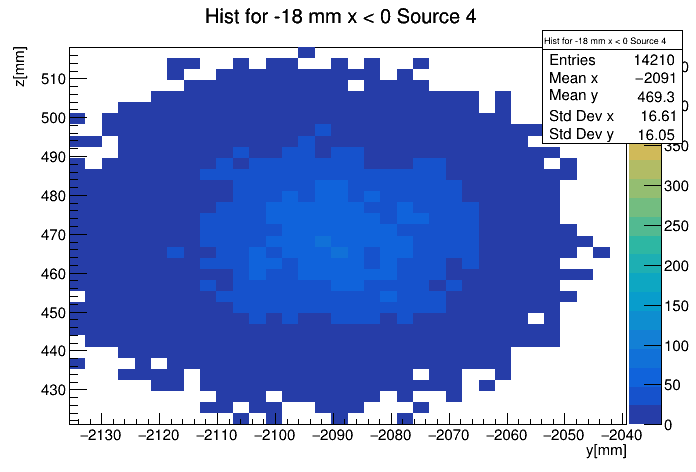 Hist for -18 mm x < 0 Source 4
z[mm]
Hist for -18 mm x < 0 Source 4
Entries 14210
Mean x −2091
Mean y 469.3
Std Dev x 16.61
Std Dev y 16.05
510
500
490
480
470
460
450
440
430
0
0
350
300
250
200
150
100
50
0
−2130 −2120 −2110 −2100 −2090 −2080 −2070 −2060 −2050 −2040
y[mm]